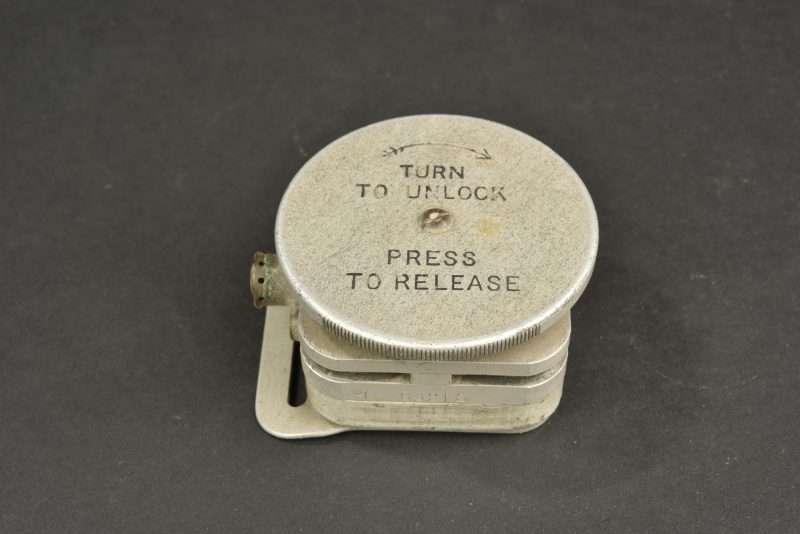 TURN
TO UNLOCK
PRESS
TO RELEASE